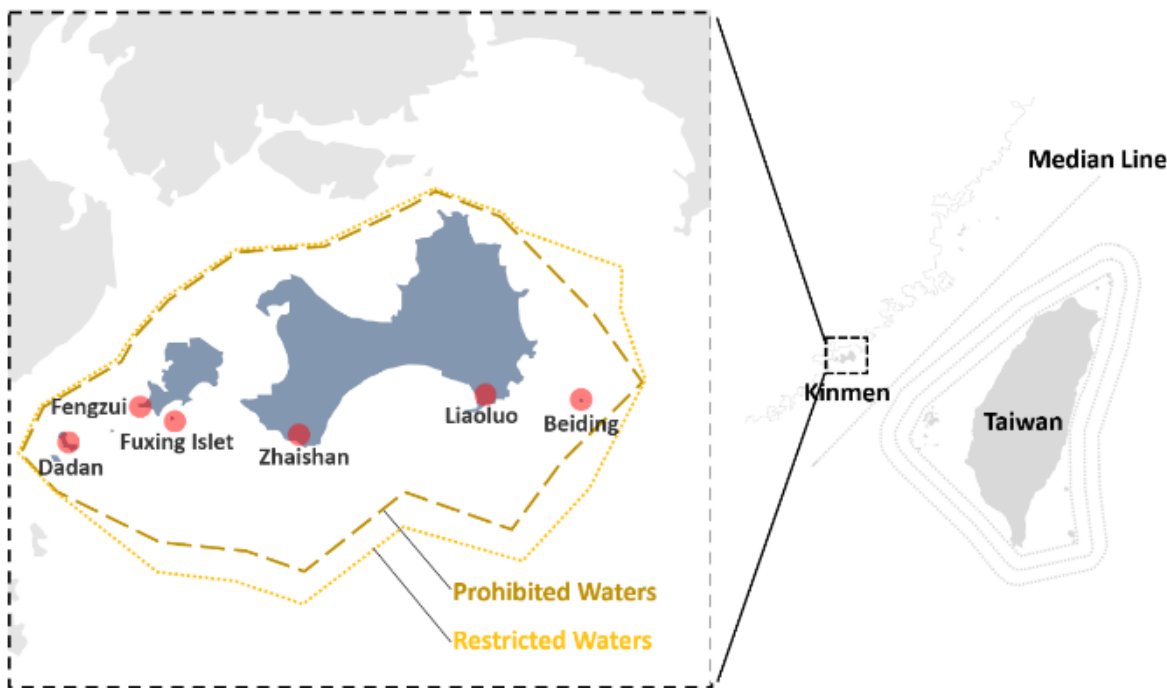 Median Line
Kinmen
Taiwan
Fengzui
Fuxing Islet
Dadan
Zhaishan
Liaoluo
Beiding
Prohibited Waters
Restricted Waters